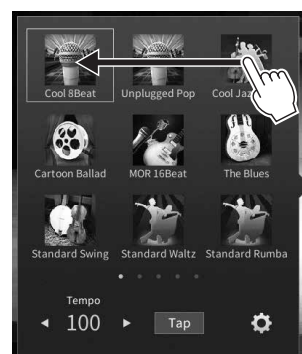 Cool 8Beat Unplugged Pop Cool Jaz
Cartoon Ballad MOR 16Beat The Blues
Standard Swing Standard Waltz Standard Rumba
Tempo
100 Tap